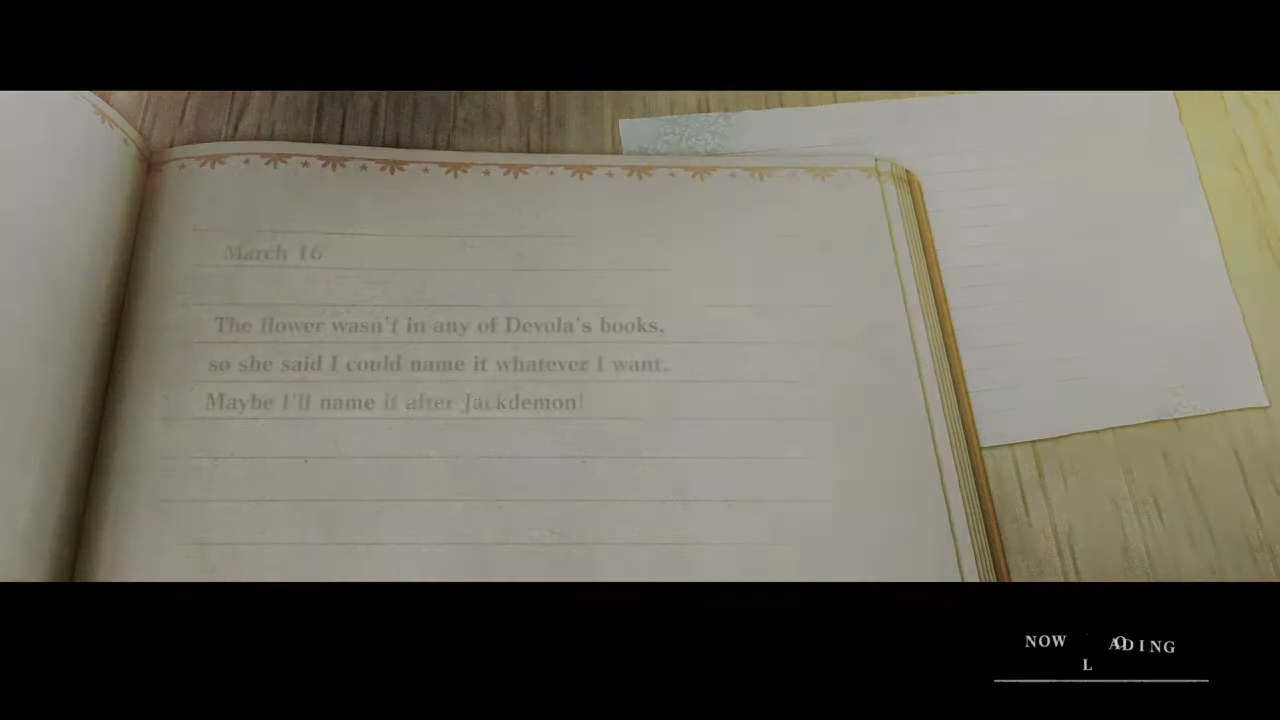 March 16
The flower wasn't in any of Devola's books,
so she said I could name it whatever I want.
Maybe I'll name it after Jackdemon!
NOW LOADING